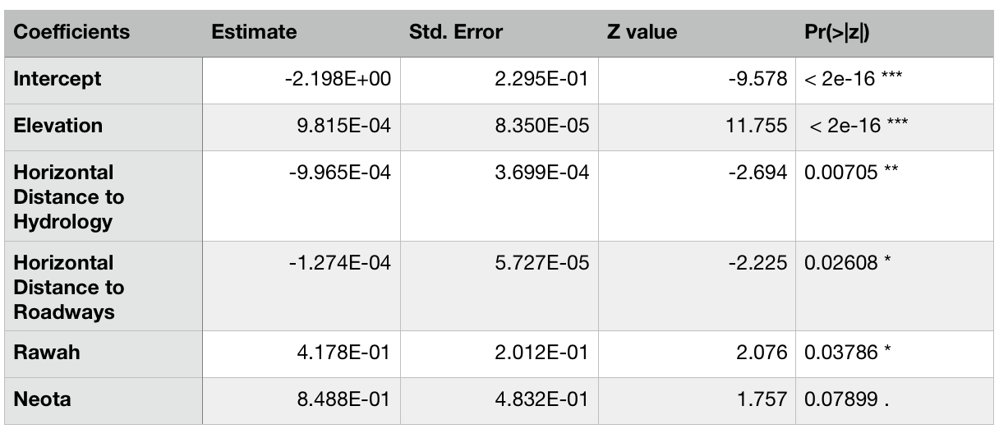 Coefficients Estimate Std. Error Z value Pr(>|z|)
Intercept -2.198E+00 2.295E-01 -9.578 < 2e-16 ***
Elevation 9.815E-04 8.350E-05 11.755 < 2e-16 ***
Horizontal -9.965E-04 3.699E-04 -2.694 0.00705 **
Distance to
Hydrology
Horizontal -1.274E-04 5.727E-05 -2.225 0.02608 *
Distance to
Roadways
Rawah 4.178E-01 2.012E-01 2.076 0.03786 *
Neota 8.488E-01 4.832E-01 1.757 0.07899 .